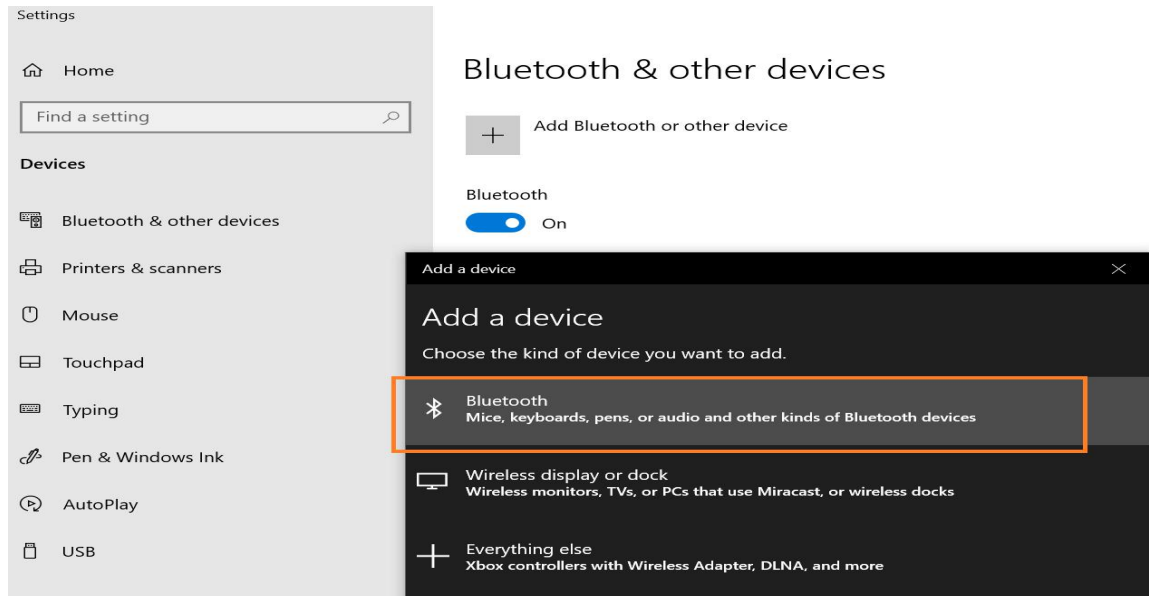 Settings
Home
Find a setting
Devices
Bluetooth & other devices
Printers & scanners
Mouse
Touchpad
Typing
Pen & Windows Ink
AutoPlay
USB
Bluetooth & other devices
Add Bluetooth or other device
Bluetooth
On
Add a device
Add a device
Choose the kind of device you want to add.
Bluetooth
Mice, keyboards, pens, or audio and other kinds of Bluetooth devices
Wireless display or dock
Wireless monitors, TVs, or PCs that use Miracast, or wireless docks
Everything else
Xbox controllers with Wireless Adapter, DLNA, and more